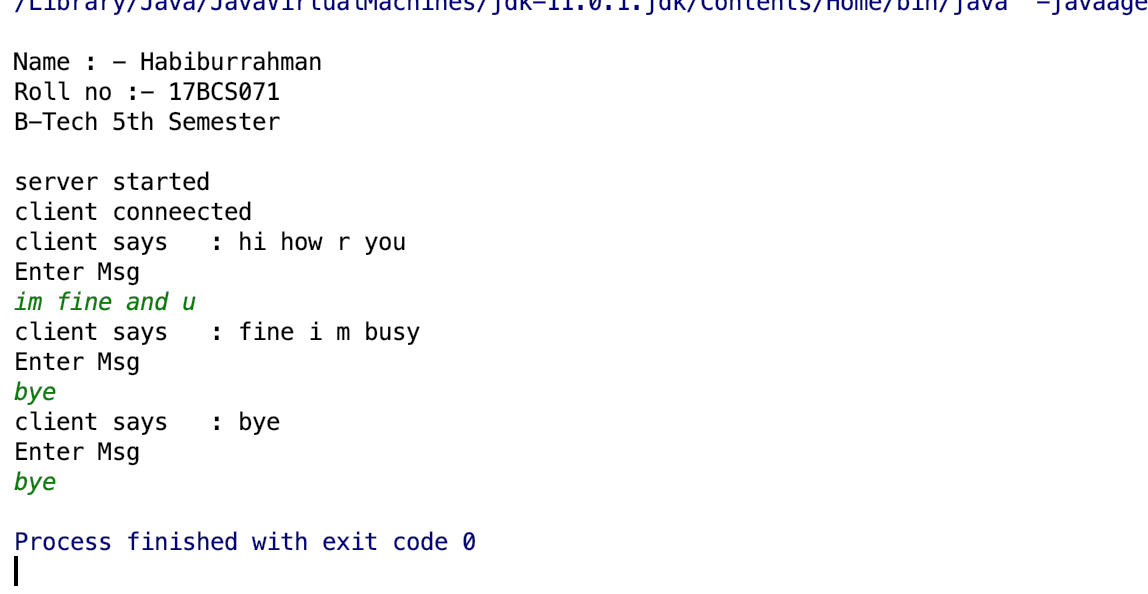 /Library/Java/JavaVirtualMachines/jdk-11.0.1.jdk/Contents/Home/bin/java -javaage
Name : - Habiburrahman
Roll no :- 17BCS071
B-Tech 5th Semester
server started
client conneected
client says   : hi how r you
Enter Msg
im fine and u
client says   : fine i m busy
Enter Msg
bye
client says   : bye
Enter Msg
bye
Process finished with exit code 0